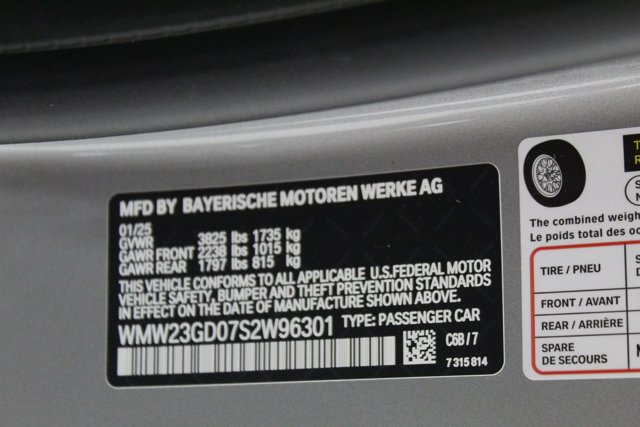 MFD BY BAYERISCHE MOTOREN WERKE AG
01/25
GVWR 3825 lbs 1735 kg
GAWR FRONT 2238 lbs 1015 kg
GAWR REAR 1797 lbs 815 kg
THIS VEHICLE CONFORMS TO ALL APPLICABLE U.S.FEDERAL MOTOR
VEHICLE SAFETY, BUMPER AND THEFT PREVENTION STANDARDS
IN EFFECT ON THE DATE OF MANUFACTURE SHOWN ABOVE.
WMW23GD07S2W96301 TYPE: PASSENGER CAR
C6B / 7
7 315 814
The combined weigh
Le poids total des oc
TIRE / PNEU
FRONT / AVANT
REAR / ARRIÈRE
SPARE
DE SECOURS